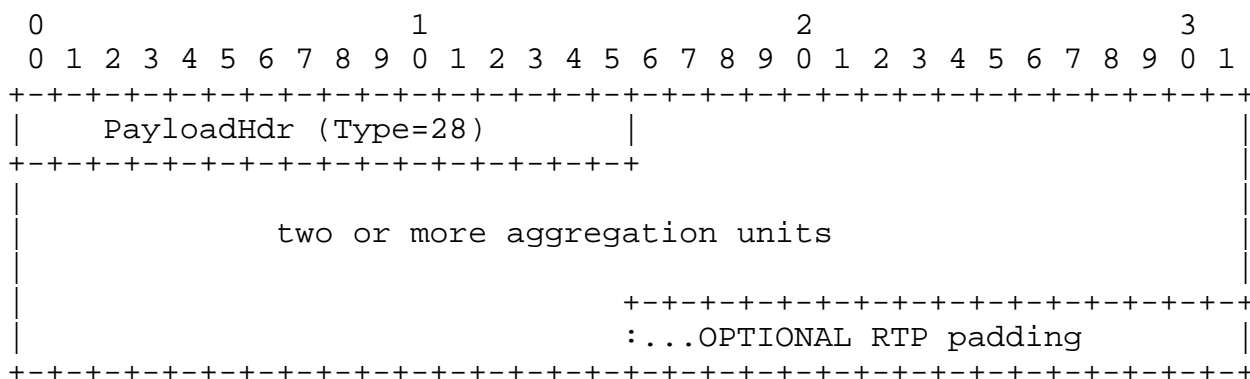 0                   1                   2                   3
 0 1 2 3 4 5 6 7 8 9 0 1 2 3 4 5 6 7 8 9 0 1 2 3 4 5 6 7 8 9 0 1
+-+-+-+-+-+-+-+-+-+-+-+-+-+-+-+-+-+-+-+-+-+-+-+-+-+-+-+-+-+-+-+-+
|    PayloadHdr (Type=28)       |                               |
+-+-+-+-+-+-+-+-+-+-+-+-+-+-+-+-+                               |
|                                                               |
|             two or more aggregation units                     |
|                                                               |
|                               +-+-+-+-+-+-+-+-+-+-+-+-+-+-+-+-+
|                               :...OPTIONAL RTP padding        |
+-+-+-+-+-+-+-+-+-+-+-+-+-+-+-+-+-+-+-+-+-+-+-+-+-+-+-+-+-+-+-+-+